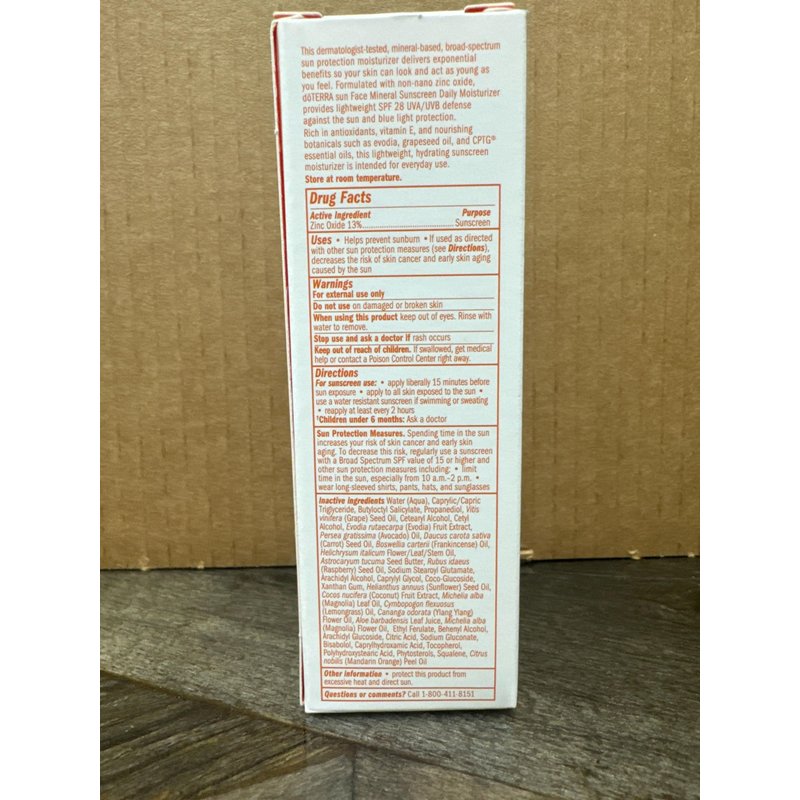 This dermatologist-tested, mineral-based, broad-spectrum
sun protection moisturizer delivers exponential
benefits so your skin can look and act as young as
you feel. Formulated with non-nano zinc oxide,
dōTERRA sun Face Mineral Sunscreen Daily Moisturizer
provides lightweight SPF 28 UVA/UVB defense
against the sun and blue light protection.
Rich in antioxidants, vitamin E, and nourishing
botanicals such as evodia, grapeseed oil, and CPTG®
essential oils, this lightweight, hydrating sunscreen
moisturizer is intended for everyday use.
Store at room temperature.
Drug Facts
Active Ingredient Purpose
Zinc Oxide 13%..............................Sunscreen
Uses • Helps prevent sunburn • If used as directed
with other sun protection measures (see Directions),
decreases the risk of skin cancer and early skin aging
caused by the sun
Warnings
For external use only
Do not use on damaged or broken skin
When using this product keep out of eyes. Rinse with
water to remove.
Stop use and ask a doctor if rash occurs
Keep out of reach of children. If swallowed, get medical
help or contact a Poison Control Center right away.
Directions
For sunscreen use: • apply liberally 15 minutes before
sun exposure • apply to all skin exposed to the sun •
use a water resistant sunscreen if swimming or sweating
• reapply at least every 2 hours
†Children under 6 months: Ask a doctor
Sun Protection Measures. Spending time in the sun
increases your risk of skin cancer and early skin
aging. To decrease this risk, regularly use a sunscreen
with a Broad Spectrum SPF value of 15 or higher and
other sun protection measures including: • limit
time in the sun, especially from 10 a.m.–2 p.m. •
wear long-sleeved shirts, pants, hats, and sunglasses
Inactive ingredients Water (Aqua), Caprylic/Capric
Triglyceride, Butyloctyl Salicylate, Propanediol, Vitis
vinifera (Grape) Seed Oil, Cetearyl Alcohol, Cetyl
Alcohol, Evodia rutaecarpa (Evodia) Fruit Extract,
Persea gratissima (Avocado) Oil, Daucus carota sativa
(Carrot) Seed Oil, Boswellia carterii (Frankincense) Oil,
Helichrysum italicum Flower/Leaf/Stem Oil,
Astrocaryum tucuma Seed Butter, Rubus idaeus
(Raspberry) Seed Oil, Sodium Stearoyl Glutamate,
Arachidyl Alcohol, Caprylyl Glycol, Coco-Glucoside,
Xanthan Gum, Helianthus annuus (Sunflower) Seed Oil,
Cocos nucifera (Coconut) Fruit Extract, Michelia alba
(Magnolia) Leaf Oil, Cymbopogon flexuosus
(Lemongrass) Oil, Cananga odorata (Ylang Ylang)
Flower Oil, Aloe barbadensis Leaf Juice, Michelia alba
(Magnolia) Flower Oil, Ethyl Ferulate, Behenyl Alcohol,
Arachidyl Glucoside, Citric Acid, Sodium Gluconate,
Bisabolol, Caprylhydroxamic Acid, Tocopherol,
Polyhydroxystearic Acid, Phytosterols, Squalene, Citrus
nobilis (Mandarin Orange) Peel Oil
Other information • protect this product from
excessive heat and direct sun.
Questions or comments? Call 1-800-411-8151